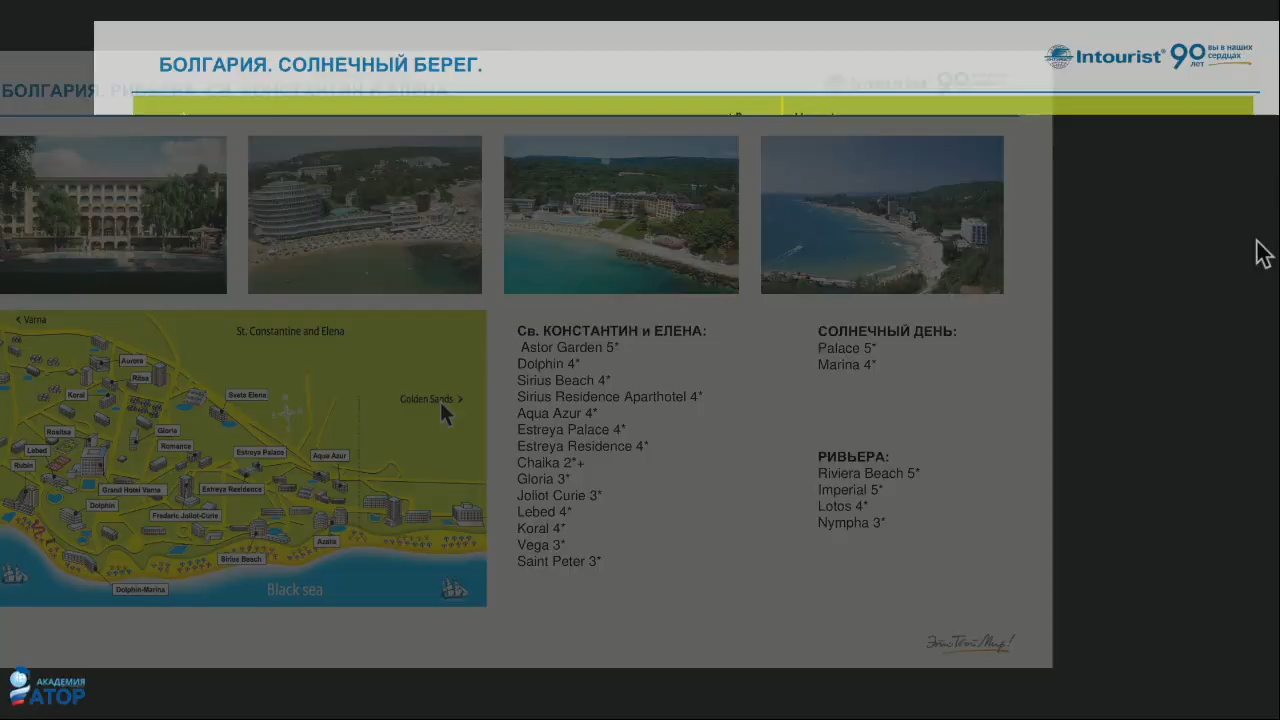 БОЛГАРИЯ. СОЛНЕЧНЫЙ БЕРЕГ.
Intourist® 90 лет вы в наших сердцах
БОЛГАРИЯ. РИВЬЕРА. СВ. КОНСТАНТИН И ЕЛЕНА
< Varna
St. Constantine and Elena
Golden Sands >
Aurora
Rilsa
Koral
Sveta Elena
Rositsa
Gloria
Lebed
Romance
Estreya Palace
Aqua Azur
Rubin
Grand Hotel Varna
Estreya Residence
Dolphin
Frederic Joliot-Curie
Azalia
Sirius Beach
Dolphin-Marina
Black sea
Св. КОНСТАНТИН и ЕЛЕНА:
Astor Garden 5*
Dolphin 4*
Sirius Beach 4*
Sirius Residence Aparthotel 4*
Aqua Azur 4*
Estreya Palace 4*
Estreya Residence 4*
Chaika 2*+
Gloria 3*
Joliot Curie 3*
Lebed 4*
Koral 4*
Vega 3*
Saint Peter 3*
СОЛНЕЧНЫЙ ДЕНЬ:
Palace 5*
Marina 4*
РИВЬЕРА:
Riviera Beach 5*
Imperial 5*
Lotos 4*
Nympha 3*
Это Твой Мир!
АКАДЕМИЯ
АТОР